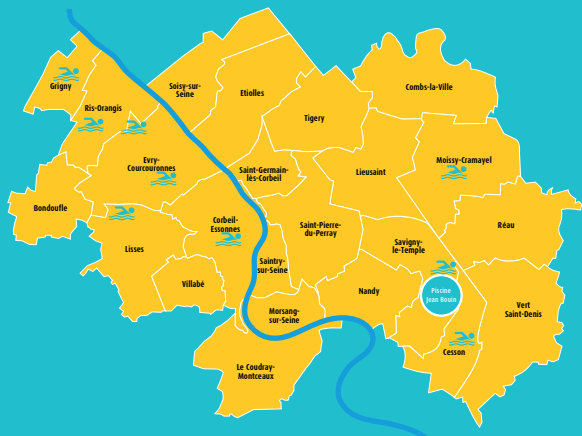 Combs-la-Ville
Grigny
Soisy-sur-
Seine
Etiolles
Ris-Orangis
Tigery
Evry-
Courcouronnes
Saint-Germain-
lès-Corbeil
Lieusaint
Moissy-Cramayel
Bondoufle
Corbeil-
Essonnes
Saint-Pierre-
du-Perray
Savigny-
le-Temple
Réau
Lisses
Saintry-
sur-Seine
Villabé
Nandy
Piscine
Jean Bouin
Morsang-
sur-Seine
Vert
Saint-Denis
Cesson
Le Coudray-
Montceaux